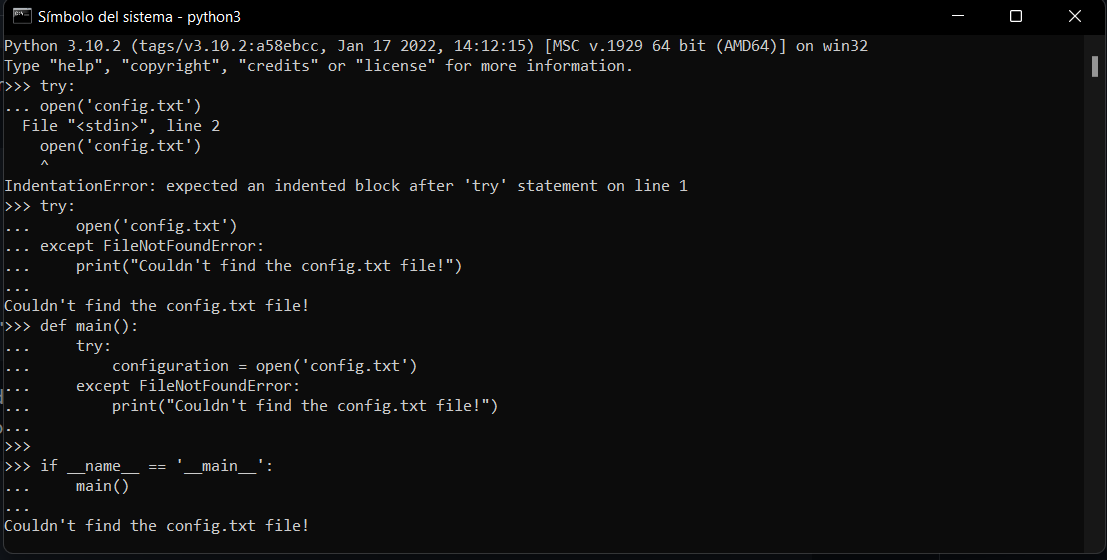 Símbolo del sistema - python3
Python 3.10.2 (tags/v3.10.2:a58ebcc, Jan 17 2022, 14:12:15) [MSC v.1929 64 bit (AMD64)] on win32
Type "help", "copyright", "credits" or "license" for more information.
>>> try:
... open('config.txt')
  File "<stdin>", line 2
    open('config.txt')
    ^
IndentationError: expected an indented block after 'try' statement on line 1
>>> try:
...     open('config.txt')
... except FileNotFoundError:
...     print("Couldn't find the config.txt file!")
...
Couldn't find the config.txt file!
>>> def main():
...     try:
...         configuration = open('config.txt')
...     except FileNotFoundError:
...         print("Couldn't find the config.txt file!")
...
>>>
>>> if __name__ == '__main__':
...     main()
...
Couldn't find the config.txt file!